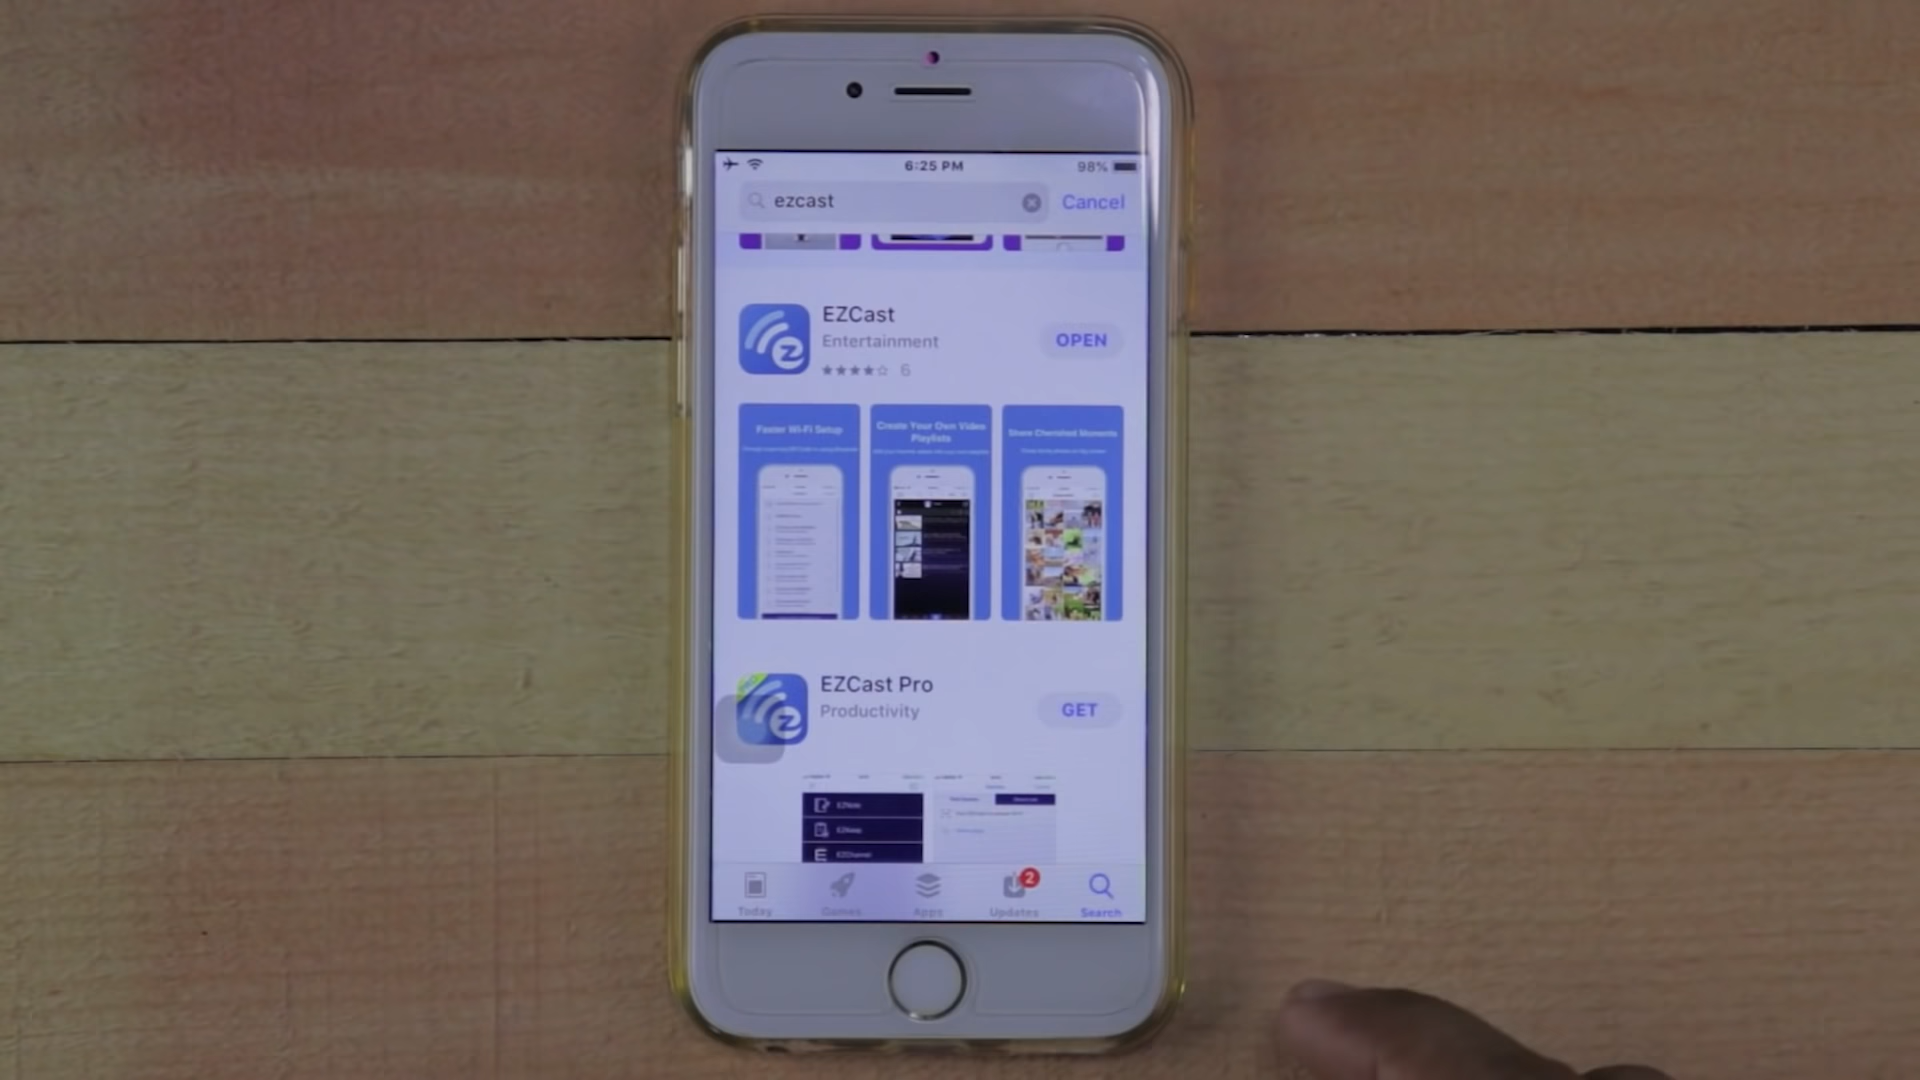 6:25 PM
98%
ezcast
Cancel
EZCast
Entertainment
OPEN
6
Faster Wi-Fi Setup
Create Your Own Video
Playlists
Share Cherished Moments
EZCast Pro
Productivity
GET
EZChannel
2
Today
Games
Apps
Updates
Search